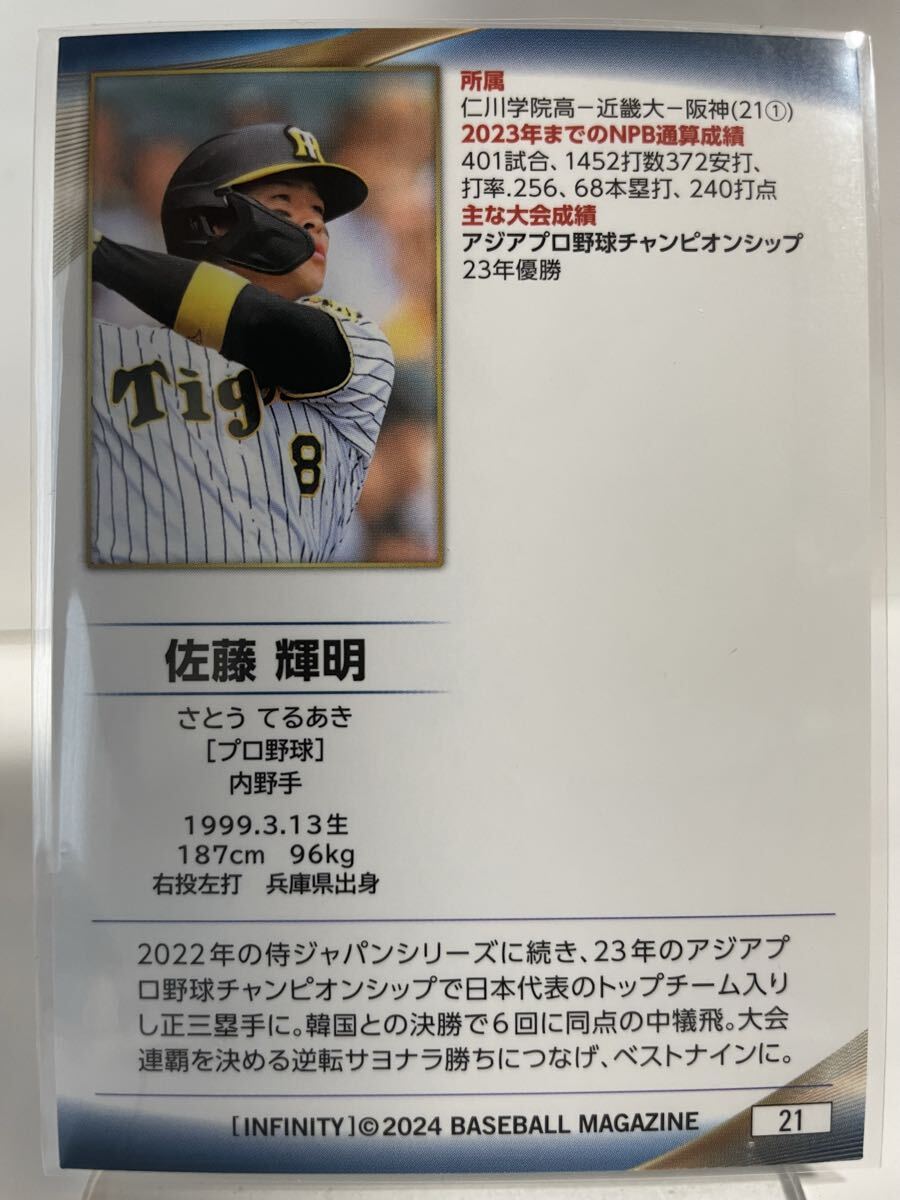 所属
仁川学院高－近畿大－阪神(21①)
2023年までのNPB通算成績
401試合、1452打数372安打、
打率.256、68本塁打、240打点
主な大会成績
アジアプロ野球チャンピオンシップ
23年優勝
Tig
8
佐藤 輝明
さとう てるあき
[プロ野球]
内野手
1999.3.13生
187cm 96kg
右投左打 兵庫県出身
2022年の侍ジャパンシリーズに続き、23年のアジアプ
ロ野球チャンピオンシップで日本代表のトップチーム入り
し正三塁手に。韓国との決勝で6回に同点の中犠飛。大会
連覇を決める逆転サヨナラ勝ちにつなげ、ベストナインに。
[INFINITY]©2024 BASEBALL MAGAZINE
21